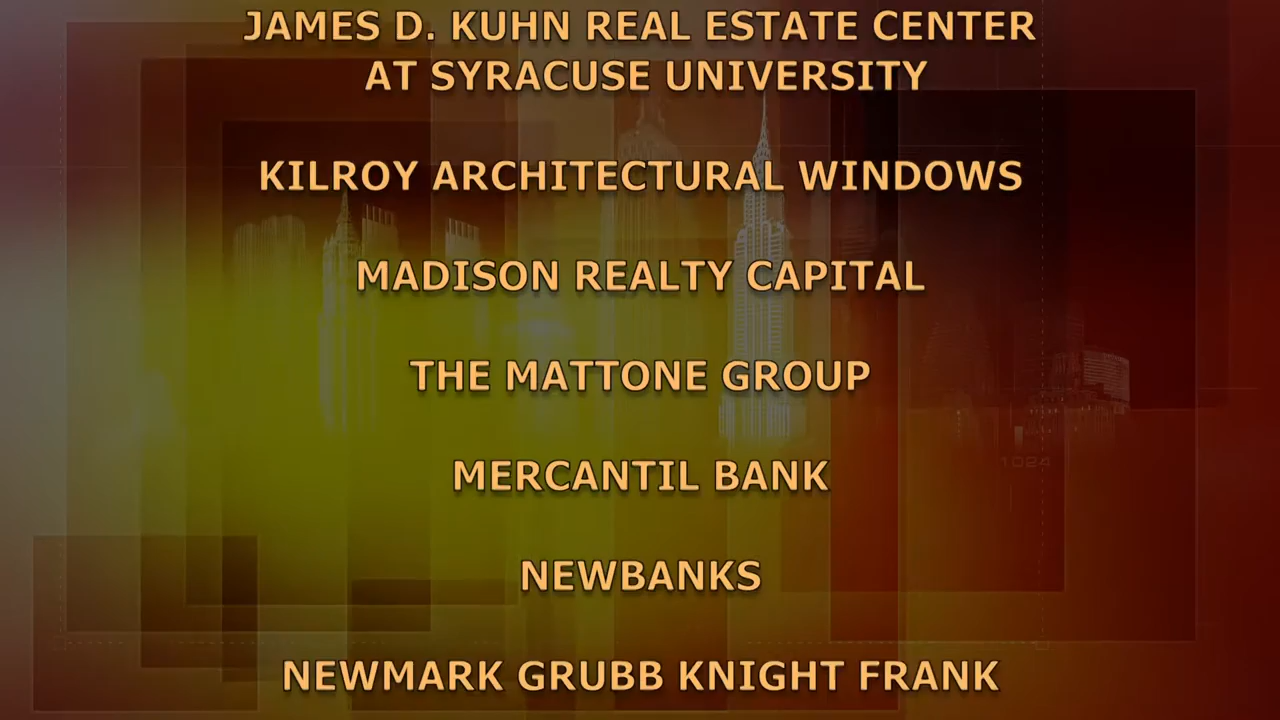 JAMES D. KUHN REAL ESTATE CENTER
AT SYRACUSE UNIVERSITY
KILROY ARCHITECTURAL WINDOWS
MADISON REALTY CAPITAL
THE MATTONE GROUP
1024
MERCANTIL BANK
NEWBANKS
NEWMARK GRUBB KNIGHT FRANK